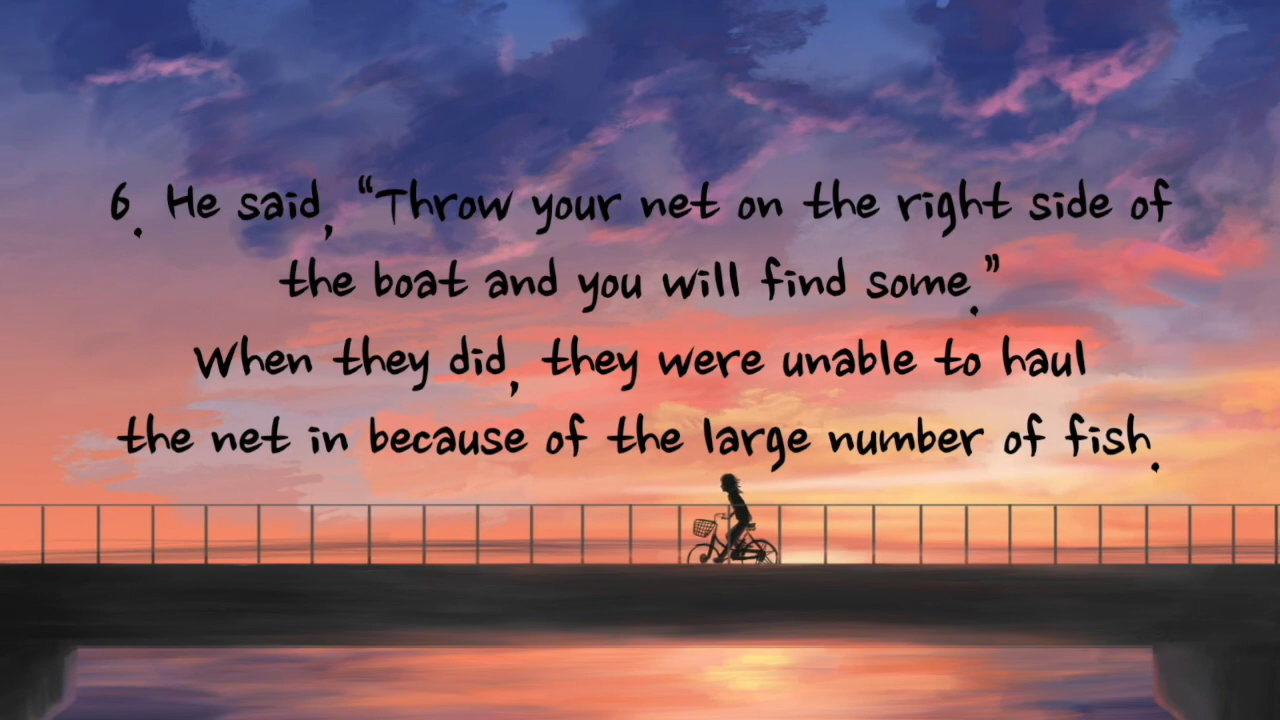 6. He said, “Throw your net on the right side of
the boat and you will find some.”
When they did, they were unable to haul
the net in because of the large number of fish.